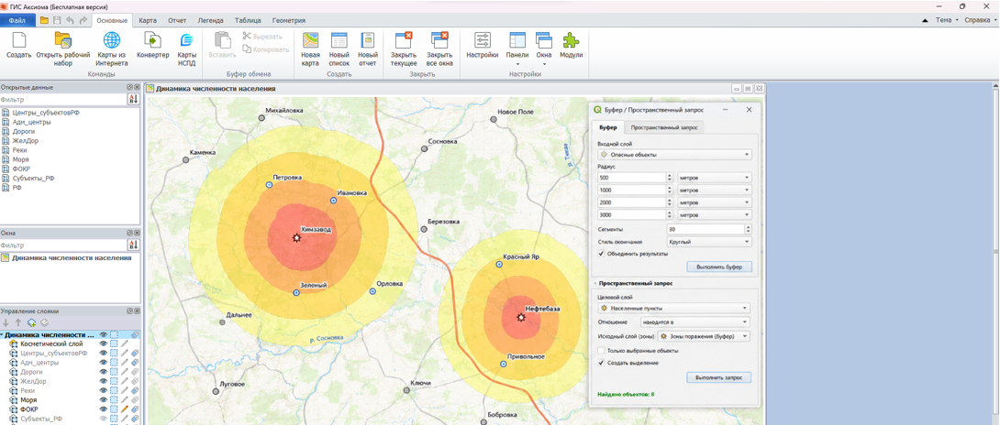 ГИС Аксиома (Бесплатная версия)
Файл Основные Карта Отчет Легенда Таблица Геометрия Тема Справка
Создать Открыть рабочий набор Карты из Интернета Конвертер Карты НСПД Вставить Вырезать Копировать Новая карта Новый список Новый отчет Закрыть текущее Закрыть все окна Настройки Панели Окна Модули
Команды Буфер обмена Создать Закрыть Настройки
Открытые данные
Фильтр
Центры_субъектовРФ
Адм_центры
Дороги
ЖелДор
Реки
Моря
ФОКР
Субъекты_РФ
РФ
Окна
Фильтр
Динамика численности населения
Управление слоями
Динамика численности ...
Косметический слой
Центры_субъектовРФ
Адм_центры
Дороги
ЖелДор
Реки
Моря
ФОКР
Субъекты_РФ
Динамика численности населения
Михайловка
Новое Поле
Каменка
Сосновка
р. Тихая
Петровка
Ивановка
Химзавод
Березовка
Красный Яр
Зеленый
Орловка
Нефтебаза
Дальнее
р. Сосновка
Привольное
Луговое
Ключи
Бобровка
Буфер / Пространственный запрос
Буфер Пространственный запрос
Входной слой
Опасные объекты
Радиус
500 метров
1000 метров
2000 метров
3000 метров
Сегменты 30
Стиль окончания Круглый
Объединить результаты
Выполнить буфер
Пространственный запрос
Целевой слой
Населенные пункты
Отношение находится в
Исходный слой (зоны) Зоны поражения (буфер)
Только выбранные объекты
Создать выделение
Выполнить запрос
Найдено объектов: 8